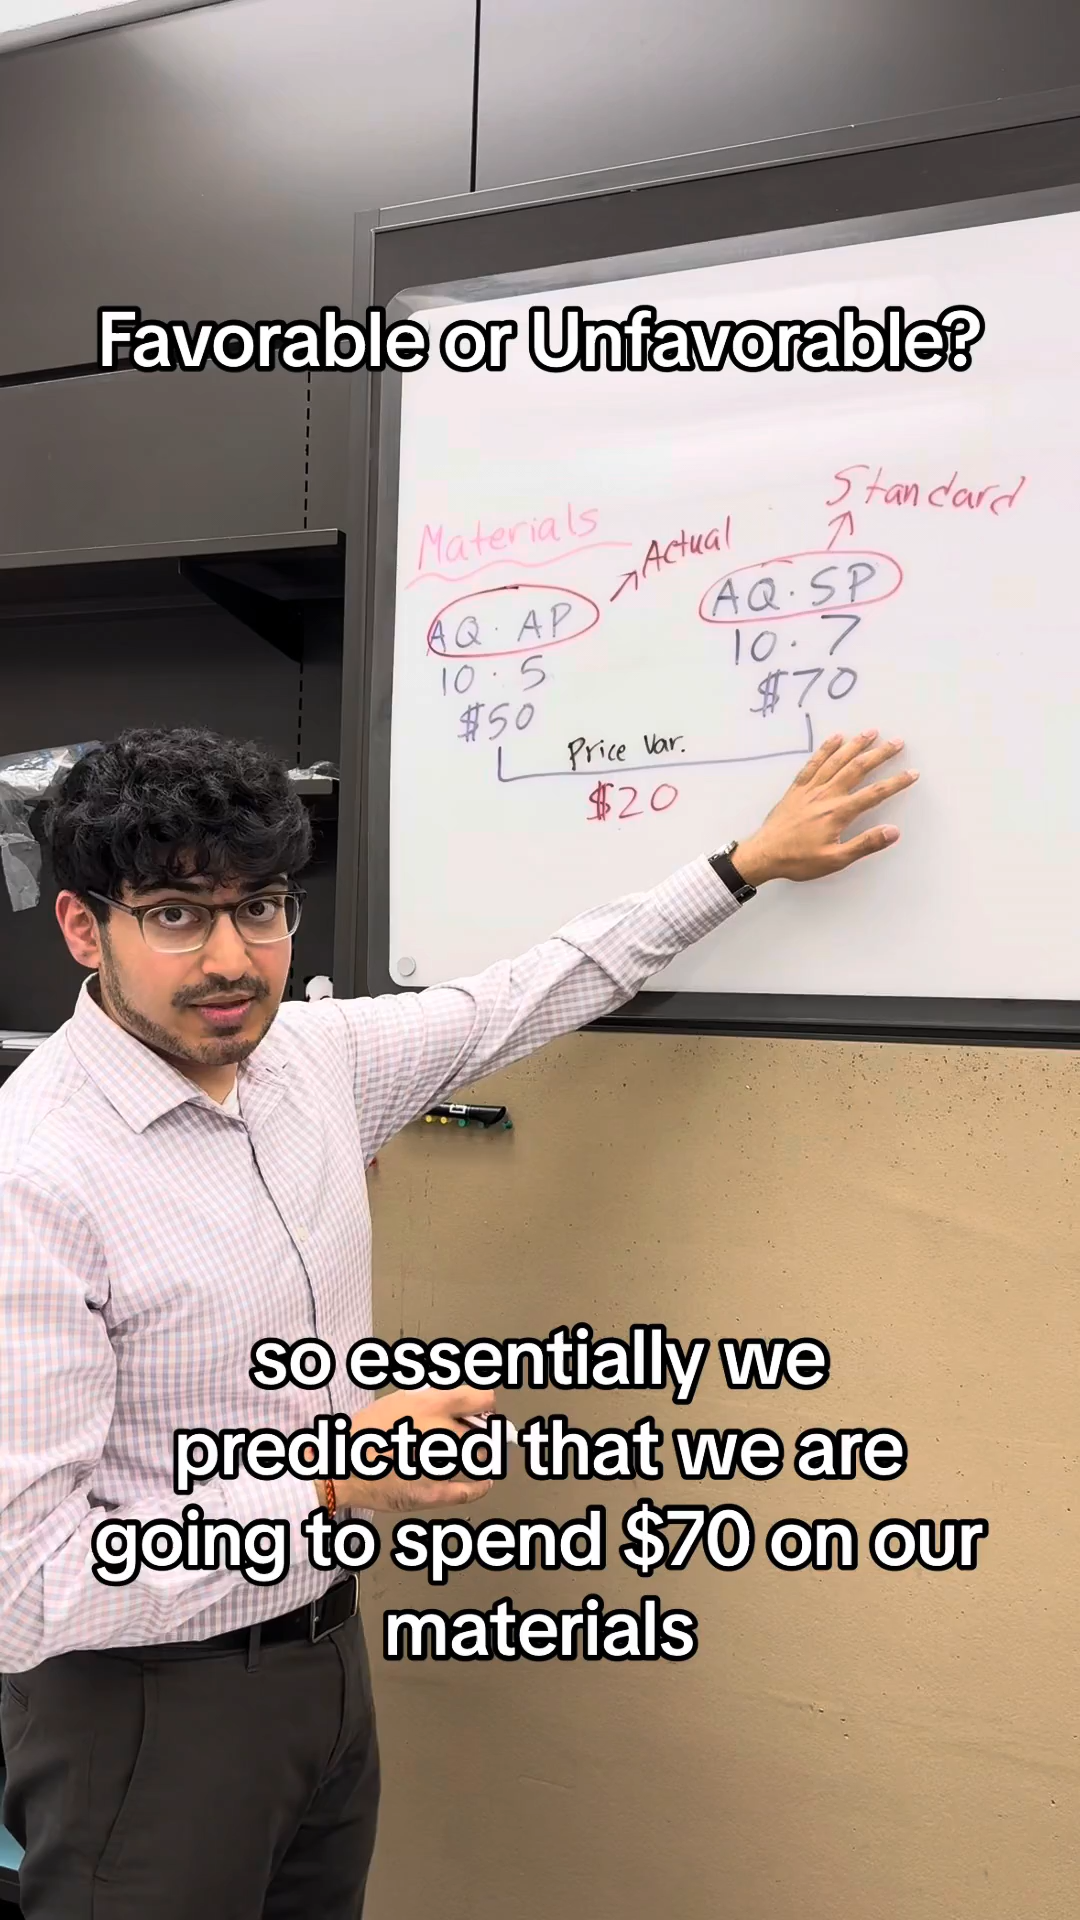 Favorable or Unfavorable?
Standard
Materials
Actual
AQ · AP
AQ · SP
10 · 5
10 · 7
$50
$70
Price Var.
$20
so essentially we
predicted that we are
going to spend $70 on our
materials